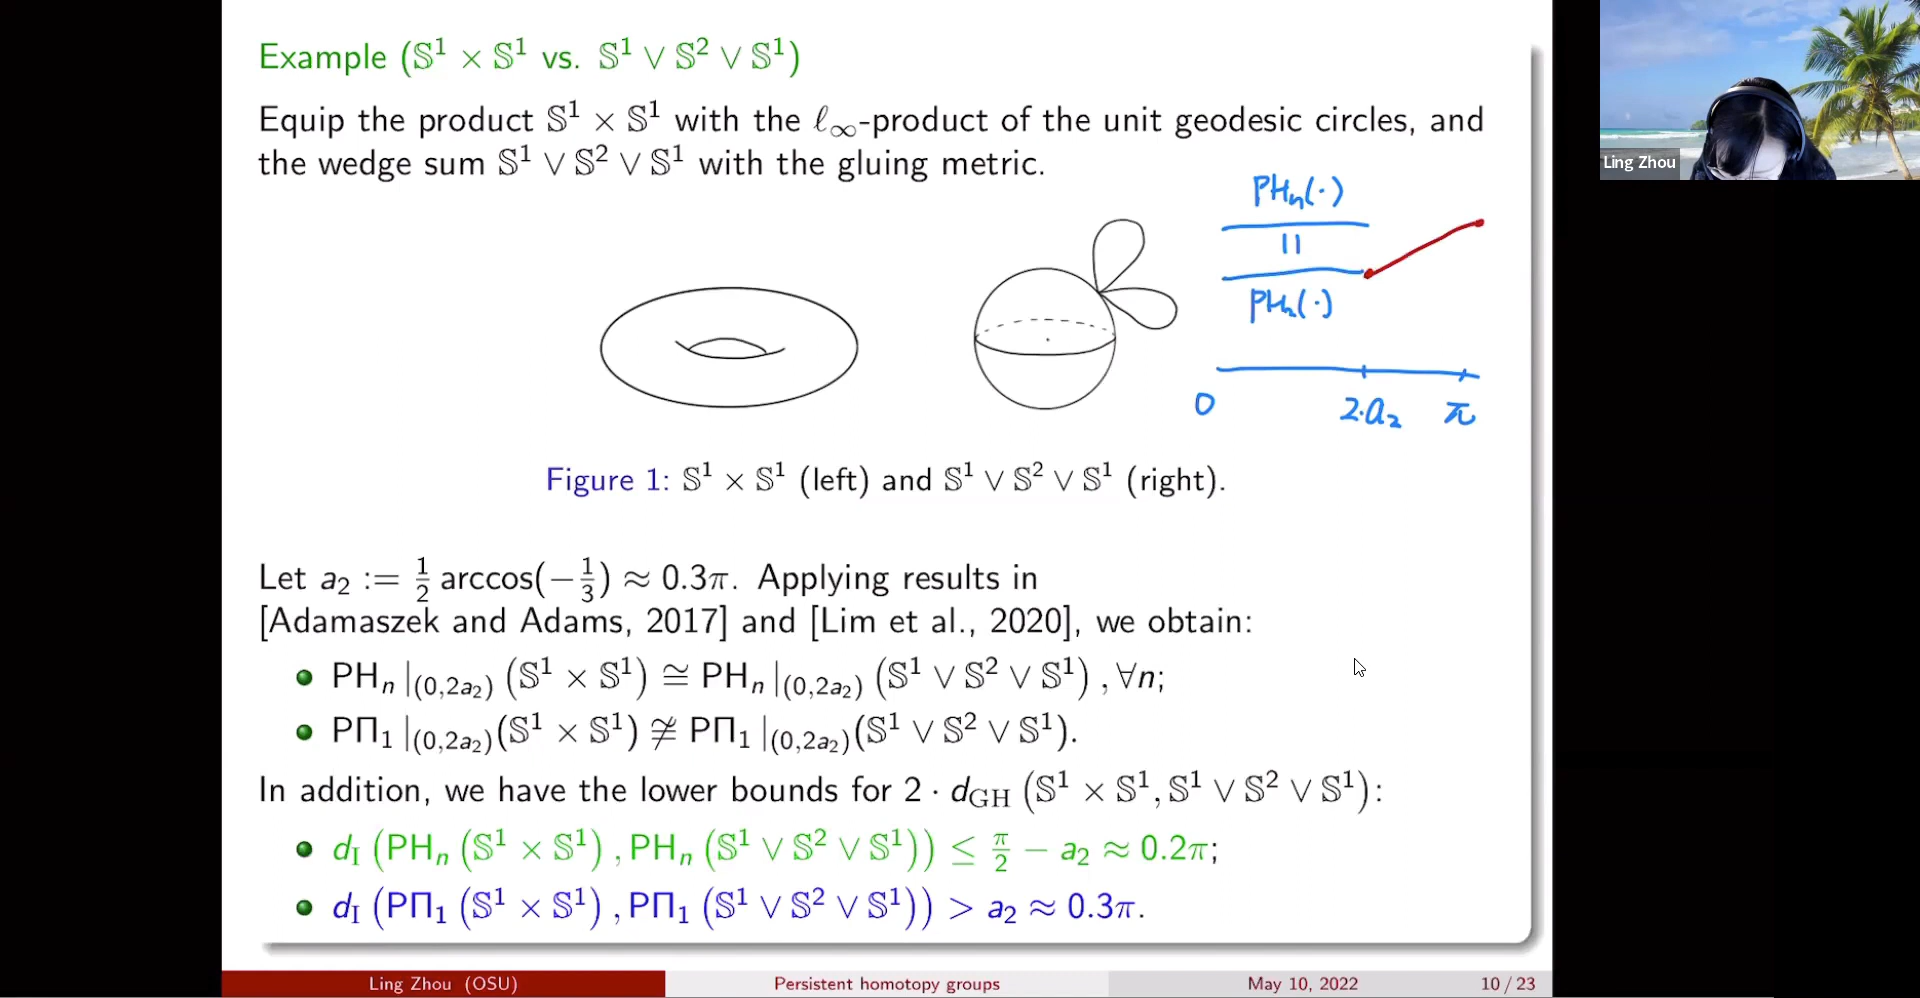 Example (𝕊¹ × 𝕊¹ vs. 𝕊¹ ∨ 𝕊² ∨ 𝕊¹)
Equip the product 𝕊¹ × 𝕊¹ with the ℓ∞-product of the unit geodesic circles, and
the wedge sum 𝕊¹ ∨ 𝕊² ∨ 𝕊¹ with the gluing metric.
Ling Zhou
PHₙ(·)
||
PHₙ(·)
0 2·a₂ π
Figure 1: 𝕊¹ × 𝕊¹ (left) and 𝕊¹ ∨ 𝕊² ∨ 𝕊¹ (right).
Let a₂ := ½ arccos(−⅓) ≈ 0.3π. Applying results in
[Adamaszek and Adams, 2017] and [Lim et al., 2020], we obtain:
PHₙ |₍₀,₂ₐ₂₎ (𝕊¹ × 𝕊¹) ≅ PHₙ |₍₀,₂ₐ₂₎ (𝕊¹ ∨ 𝕊² ∨ 𝕊¹) , ∀n;
PΠ₁ |₍₀,₂ₐ₂₎ (𝕊¹ × 𝕊¹) ≇ PΠ₁ |₍₀,₂ₐ₂₎ (𝕊¹ ∨ 𝕊² ∨ 𝕊¹).
In addition, we have the lower bounds for 2 · d_GH (𝕊¹ × 𝕊¹, 𝕊¹ ∨ 𝕊² ∨ 𝕊¹):
d_I (PHₙ (𝕊¹ × 𝕊¹) , PHₙ (𝕊¹ ∨ 𝕊² ∨ 𝕊¹)) ≤ π/2 − a₂ ≈ 0.2π;
d_I (PΠ₁ (𝕊¹ × 𝕊¹) , PΠ₁ (𝕊¹ ∨ 𝕊² ∨ 𝕊¹)) > a₂ ≈ 0.3π.
Ling Zhou (OSU) Persistent homotopy groups May 10, 2022 10 / 23